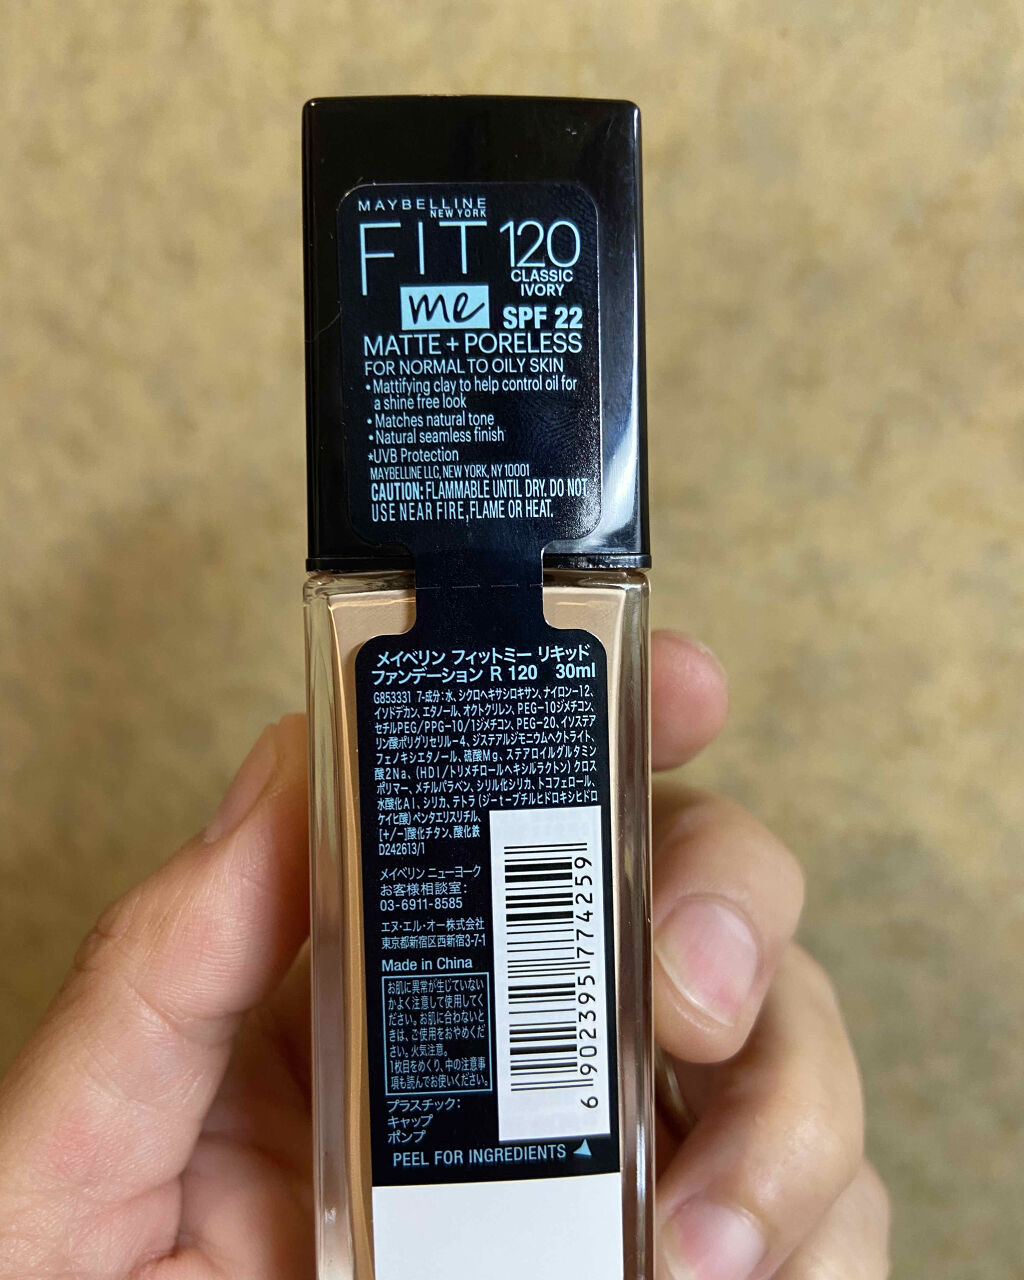 MAYBELLINE
NEW YORK
FIT
me
120
CLASSIC
IVORY
SPF 22
MATTE + PORELESS
FOR NORMAL TO OILY SKIN
• Mattifying clay to help control oil for
a shine free look
• Matches natural tone
• Natural seamless finish
*UVB Protection
MAYBELLINE LLC, NEW YORK, NY 10001
CAUTION: FLAMMABLE UNTIL DRY. DO NOT
USE NEAR FIRE, FLAME OR HEAT.
メイベリン フィットミー リキッド
ファンデーション R 120 30ml
G853331 7-成分：水、シクロヘキサシロキサン、ナイロン-12、
イソドデカン、エタノール、オクトクリレン、PEG-10ジメチコン、
セチルPEG/PPG-10/1ジメチコン、PEG-20、イソステア
リン酸ポリグリセリル-4、ジステアルジモニウムヘクトライト、
フェノキシエタノール、硫酸Mg、ステアロイルグルタミン
酸2Na、（HDI/トリメチロールヘキシルラクトン）クロス
ポリマー、メチルパラベン、シリル化シリカ、トコフェロール、
水酸化Al、シリカ、テトラ（ジ-t-ブチルヒドロキシヒドロ
ケイヒ酸）ペンタエリスリチル、
[+/-]酸化チタン、酸化鉄
D242613/1
メイベリン ニューヨーク
お客様相談室：
03-6911-8585
エヌ・エル・オー株式会社
東京都新宿区西新宿3-7-1
Made in China
お肌に異常が生じていない
かよく注意して使用してく
ださい。お肌に合わないと
きは、ご使用をおやめくだ
さい。火気注意。
1枚目をめくり、中の注意事
項も読んでお使いください。
プラスチック：
キャップ
ポンプ
6 902395 774259
PEEL FOR INGREDIENTS